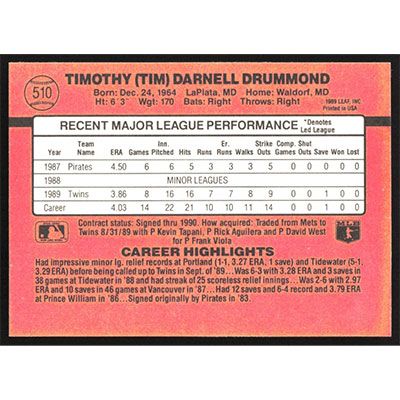 510
TIMOTHY (TIM) DARNELL DRUMMOND
Born: Dec. 24, 1964 LaPlata, MD Home: Waldorf, MD
Ht: 6' 3" Wgt: 170 Bats: Right Throws: Right
1989 LEAF, INC.
Printed in USA
RECENT MAJOR LEAGUE PERFORMANCE *Denotes Led League
Year Team ERA Games Inn. Pitched Hits Runs Er. Runs Walks Strike Outs Comp. Games Shut Outs Save Won Lost
1987 Pirates 4.50 6 6 5 3 3 3 5 0 0 0 0 0
1988 MINOR LEAGUES
1989 Twins 3.86 8 16 16 7 7 8 9 0 0 1 0 0
Career 4.03 14 22 21 10 10 11 14 0 0 1 0 0
Contract status: Signed thru 1990. How acquired: Traded from Mets to
Twins 8/31/89 with P Kevin Tapani, P Rick Aguilera and P David West
for P Frank Viola
MLB
CAREER HIGHLIGHTS
Had impressive minor lg. relief records at Portland (1-1, 3.27 ERA, 1 save) and Tidewater (5-1,
3.29 ERA) before being called up to Twins in Sept. of '89...Was 6-3 with 3.28 ERA and 3 saves in
38 games at Tidewater in '88 and had streak of 25 scoreless relief innings...Was 2-6 with 2.97
ERA and 10 saves in 46 games at Vancouver in '87...Had 12 saves and 6-4 record and 3.79 ERA
at Prince William in '86...Signed originally by Pirates in '83.